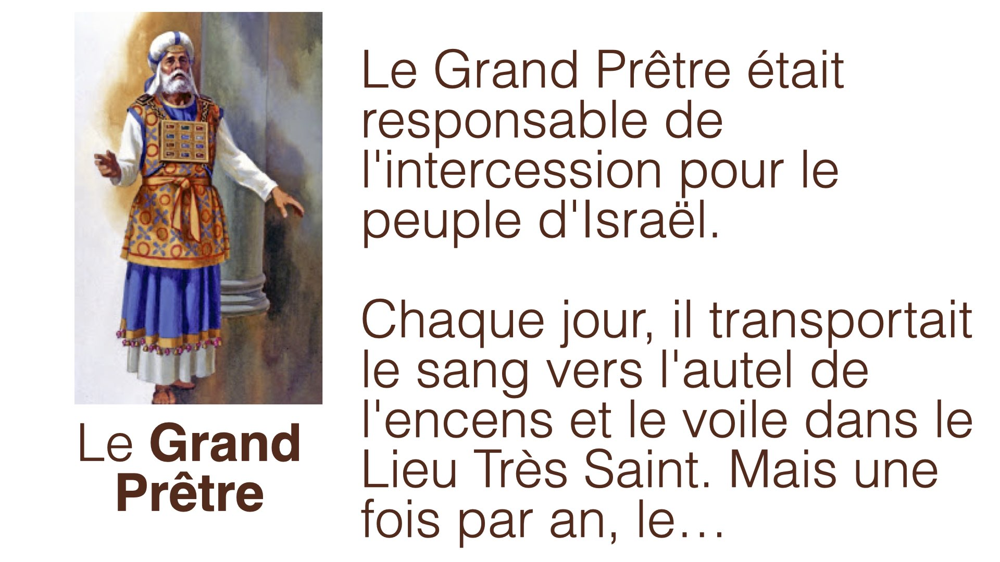 Le Grand Prêtre était
responsable de
l'intercession pour le
peuple d'Israël.
Chaque jour, il transportait
le sang vers l'autel de
l'encens et le voile dans le
Lieu Très Saint. Mais une
fois par an, le…
Le Grand
Prêtre